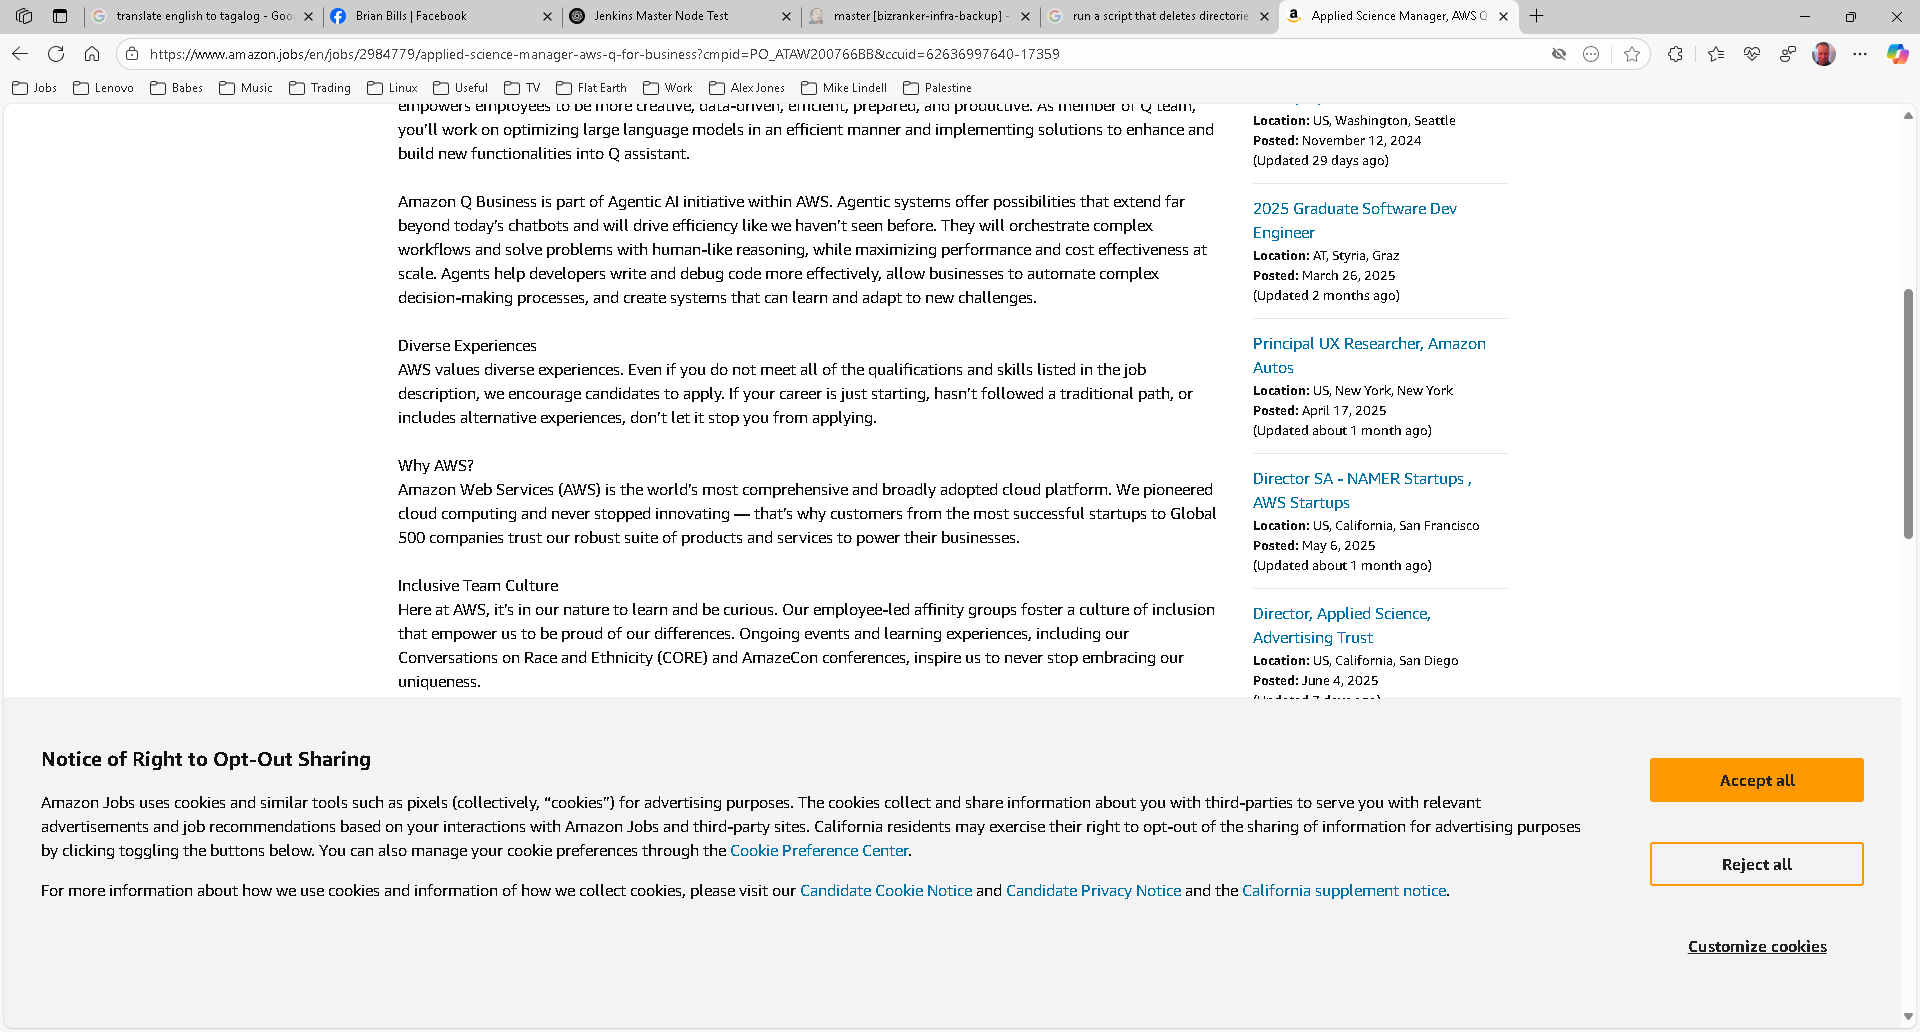 translate english to tagalog - Goo
Brian Bills | Facebook
Jenkins Master Node Test
master [bizranker-infra-backup] -
run a script that deletes directorie
Applied Science Manager, AWS Q
https://www.amazon.jobs/en/jobs/2984779/applied-science-manager-aws-q-for-business?cmpid=PO_ATAW200766BB&ccuid=62636997640-17359
Jobs
Lenovo
Babes
Music
Trading
Linux
Useful
TV
Flat Earth
Work
Alex Jones
Mike Lindell
Palestine
empowers employees to be more creative, data-driven, efficient, prepared, and productive. As member of Q team,
you’ll work on optimizing large language models in an efficient manner and implementing solutions to enhance and
build new functionalities into Q assistant.
Amazon Q Business is part of Agentic AI initiative within AWS. Agentic systems offer possibilities that extend far
beyond today’s chatbots and will drive efficiency like we haven’t seen before. They will orchestrate complex
workflows and solve problems with human-like reasoning, while maximizing performance and cost effectiveness at
scale. Agents help developers write and debug code more effectively, allow businesses to automate complex
decision-making processes, and create systems that can learn and adapt to new challenges.
Diverse Experiences
AWS values diverse experiences. Even if you do not meet all of the qualifications and skills listed in the job
description, we encourage candidates to apply. If your career is just starting, hasn’t followed a traditional path, or
includes alternative experiences, don’t let it stop you from applying.
Why AWS?
Amazon Web Services (AWS) is the world’s most comprehensive and broadly adopted cloud platform. We pioneered
cloud computing and never stopped innovating — that’s why customers from the most successful startups to Global
500 companies trust our robust suite of products and services to power their businesses.
Inclusive Team Culture
Here at AWS, it’s in our nature to learn and be curious. Our employee-led affinity groups foster a culture of inclusion
that empower us to be proud of our differences. Ongoing events and learning experiences, including our
Conversations on Race and Ethnicity (CORE) and AmazeCon conferences, inspire us to never stop embracing our
uniqueness.
Location: US, Washington, Seattle
Posted: November 12, 2024
(Updated 29 days ago)
2025 Graduate Software Dev
Engineer
Location: AT, Styria, Graz
Posted: March 26, 2025
(Updated 2 months ago)
Principal UX Researcher, Amazon
Autos
Location: US, New York, New York
Posted: April 17, 2025
(Updated about 1 month ago)
Director SA - NAMER Startups ,
AWS Startups
Location: US, California, San Francisco
Posted: May 6, 2025
(Updated about 1 month ago)
Director, Applied Science,
Advertising Trust
Location: US, California, San Diego
Posted: June 4, 2025
Notice of Right to Opt-Out Sharing
Amazon Jobs uses cookies and similar tools such as pixels (collectively, “cookies”) for advertising purposes. The cookies collect and share information about you with third-parties to serve you with relevant
advertisements and job recommendations based on your interactions with Amazon Jobs and third-party sites. California residents may exercise their right to opt-out of the sharing of information for advertising purposes
by clicking toggling the buttons below. You can also manage your cookie preferences through the Cookie Preference Center.
For more information about how we use cookies and information of how we collect cookies, please visit our Candidate Cookie Notice and Candidate Privacy Notice and the California supplement notice.
Accept all
Reject all
Customize cookies